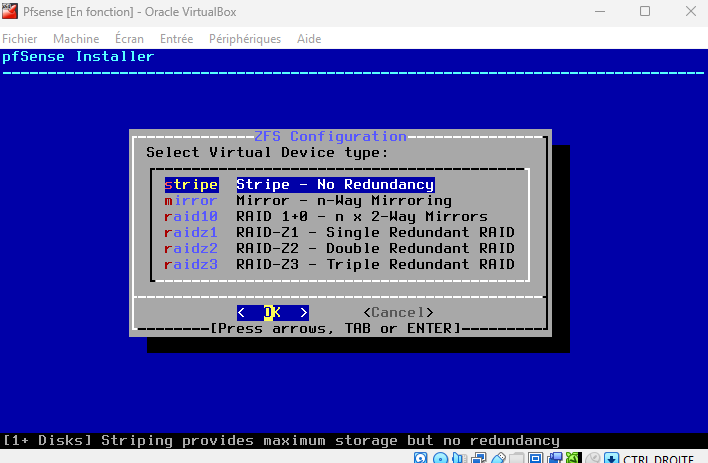 Pfsense [En fonction] - Oracle VirtualBox
Fichier Machine Écran Entrée Périphériques Aide
pfSense Installer
ZFS Configuration
Select Virtual Device type:
stripe Stripe - No Redundancy
mirror Mirror - n-Way Mirroring
raid10 RAID 1+0 - n x 2-Way Mirrors
raidz1 RAID-Z1 - Single Redundant RAID
raidz2 RAID-Z2 - Double Redundant RAID
raidz3 RAID-Z3 - Triple Redundant RAID
< OK > <Cancel>
[Press arrows, TAB or ENTER]
[1+ Disks] Striping provides maximum storage but no redundancy
CTRL DROITE